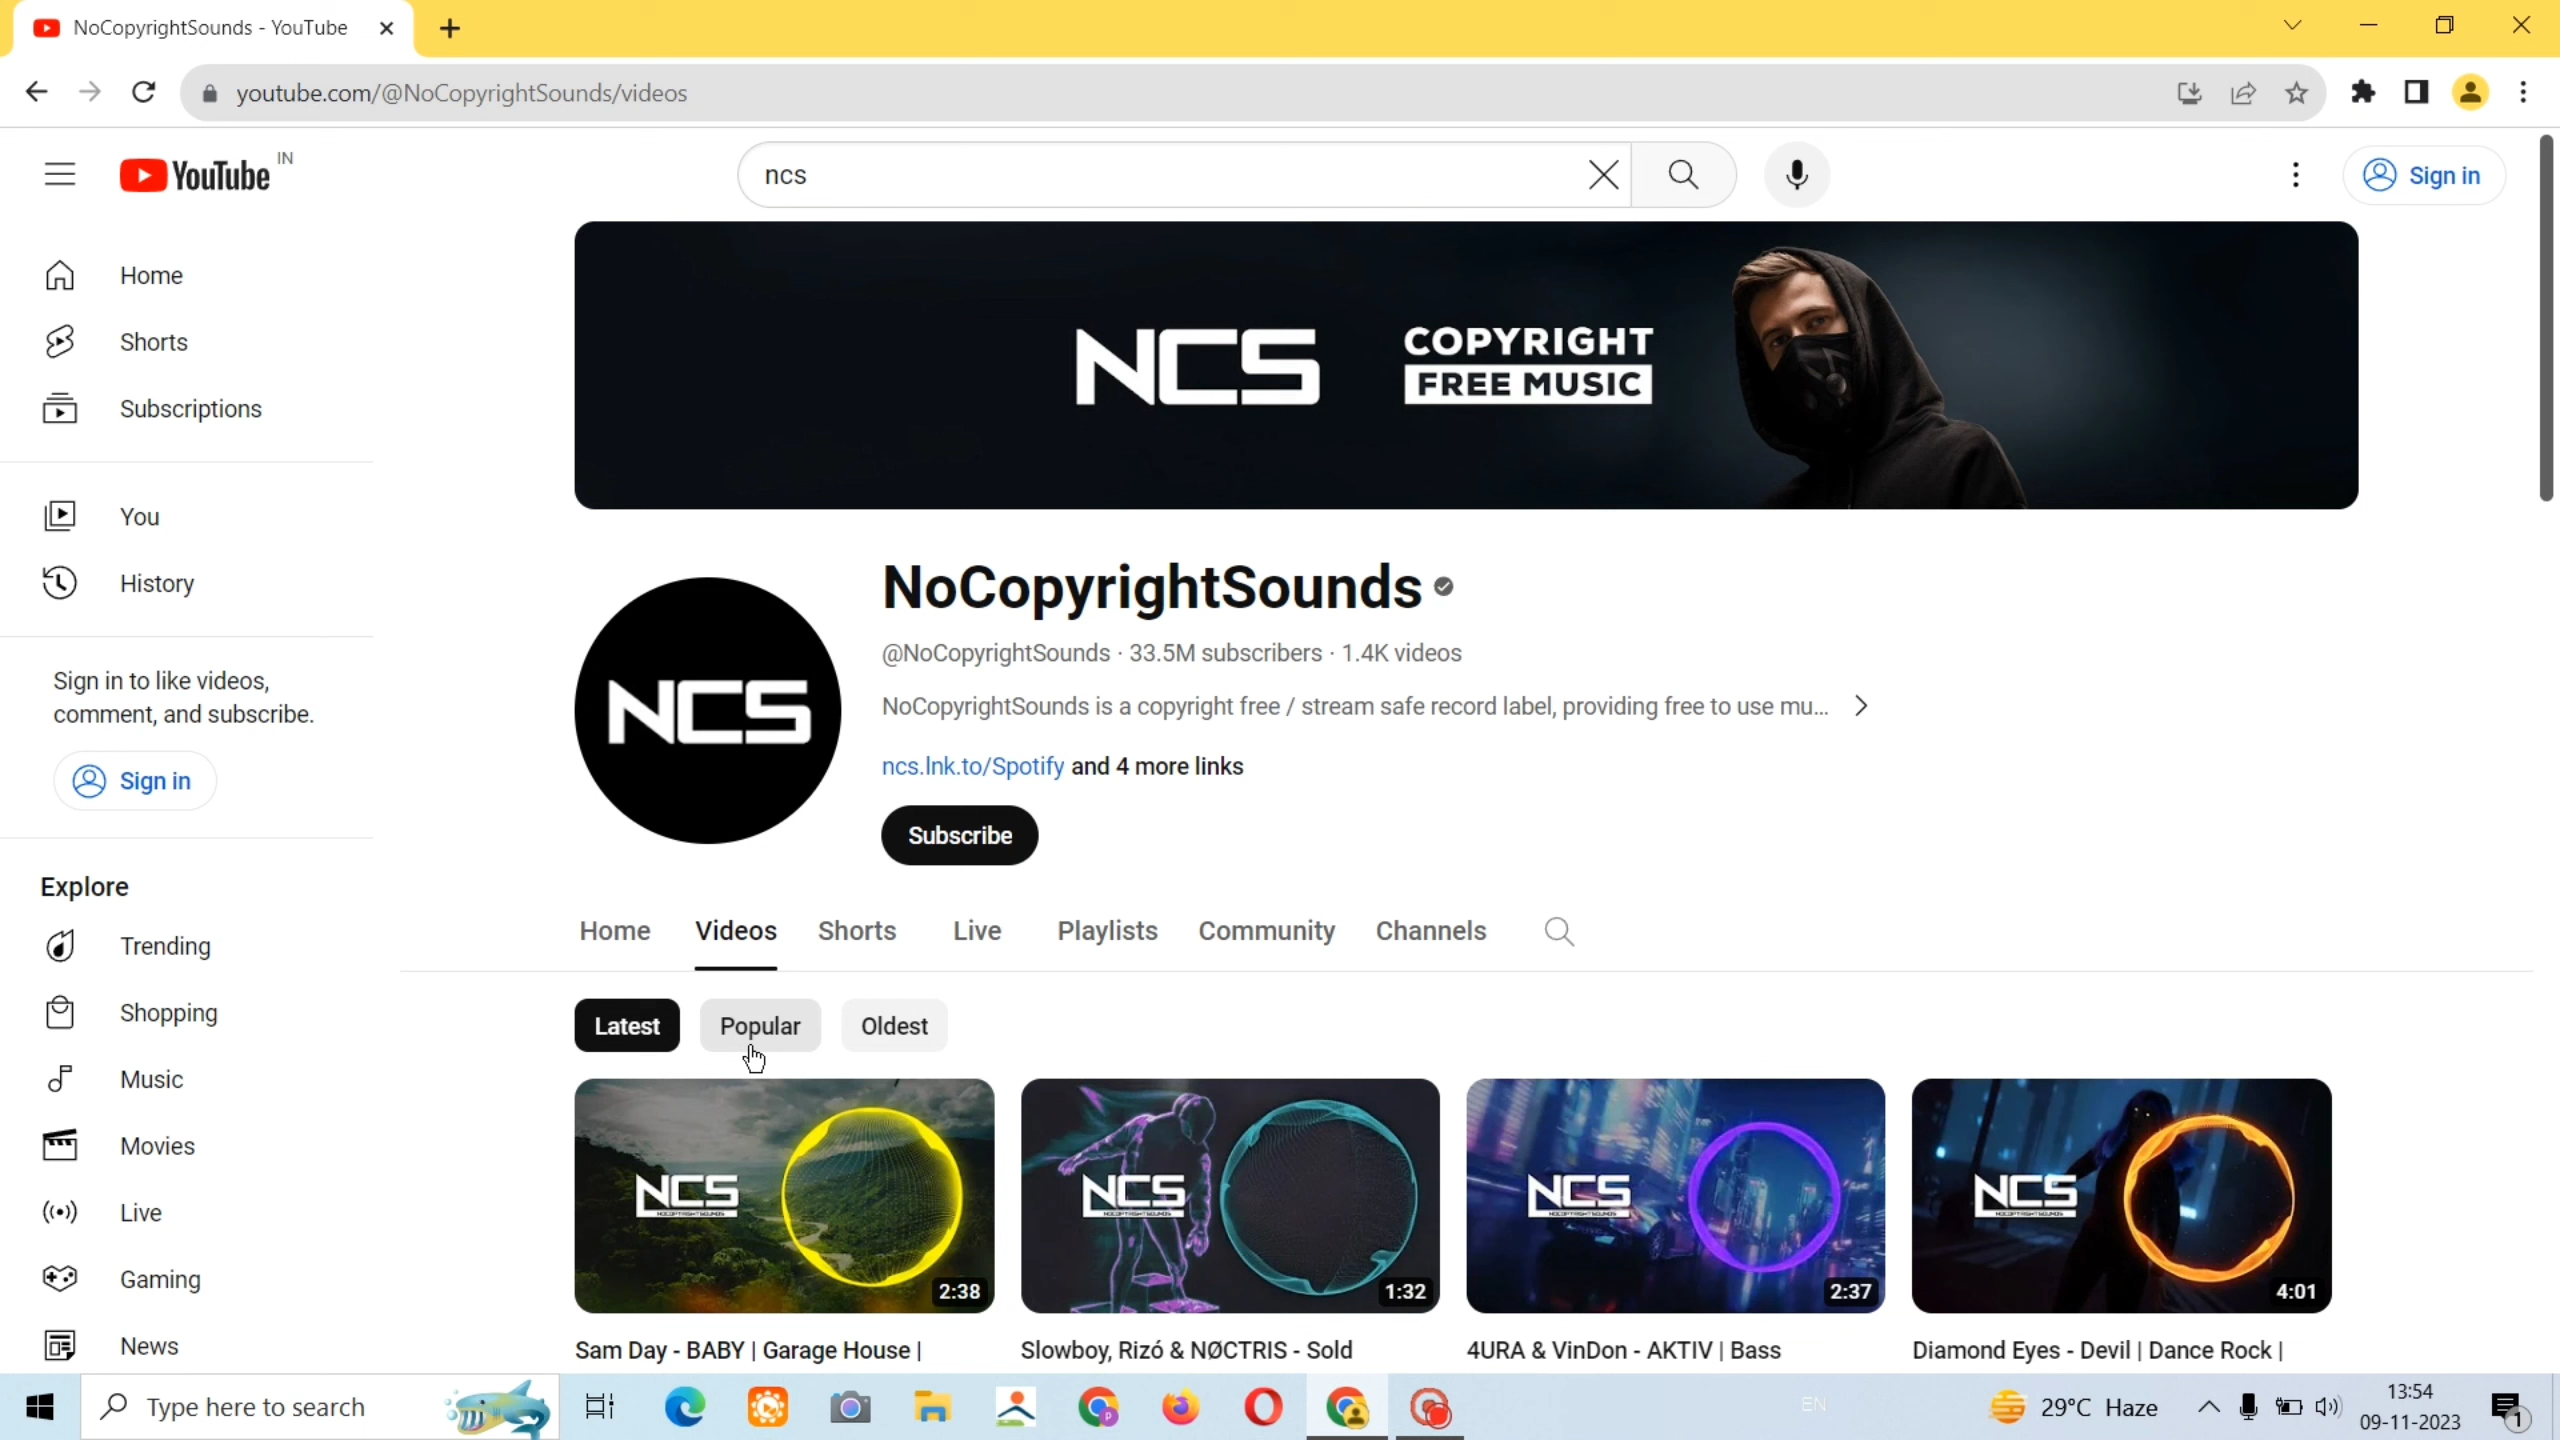 NoCopyrightSounds - YouTube
youtube.com/@NoCopyrightSounds/videos
YouTube IN
ncs
Sign in
Home
Shorts
Subscriptions
You
History
Sign in to like videos,
comment, and subscribe.
Sign in
Explore
Trending
Shopping
Music
Movies
Live
Gaming
News
NCS
COPYRIGHT
FREE MUSIC
NCS
NoCopyrightSounds
@NoCopyrightSounds · 33.5M subscribers · 1.4K videos
NoCopyrightSounds is a copyright free / stream safe record label, providing free to use mu...
ncs.lnk.to/Spotify and 4 more links
Subscribe
Home Videos Shorts Live Playlists Community Channels
Latest Popular Oldest
NCS
NOCOPYRIGHTSOUNDS
2:38
NCS
NOCOPYRIGHTSOUNDS
1:32
NCS
NOCOPYRIGHTSOUNDS
2:37
NCS
NOCOPYRIGHTSOUNDS
4:01
Sam Day - BABY | Garage House |
Slowboy, Rizó & NØCTRIS - Sold
4URA & VinDon - AKTIV | Bass
Diamond Eyes - Devil | Dance Rock |
Type here to search
p
EN
29°C Haze
13:54
09-11-2023
1